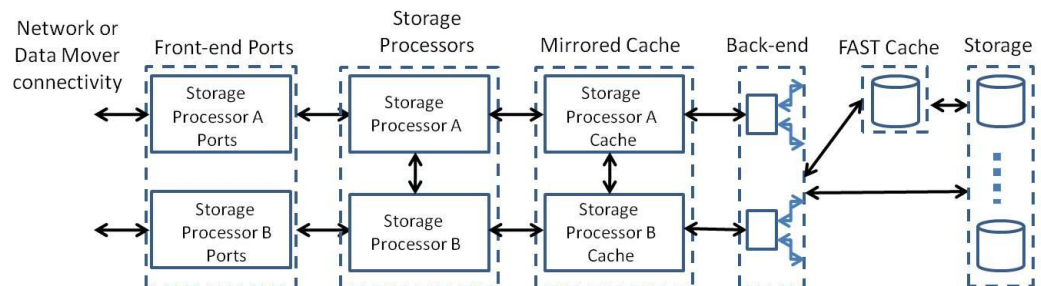 Network or
Data Mover
connectivity
Front-end Ports
Storage
Processors
Mirrored Cache
Back-end
FAST Cache
Storage
Storage
Processor A
Ports
Storage
Processor A
Storage
Processor A
Cache
Storage
Processor B
Ports
Storage
Processor B
Storage
Processor B
Cache